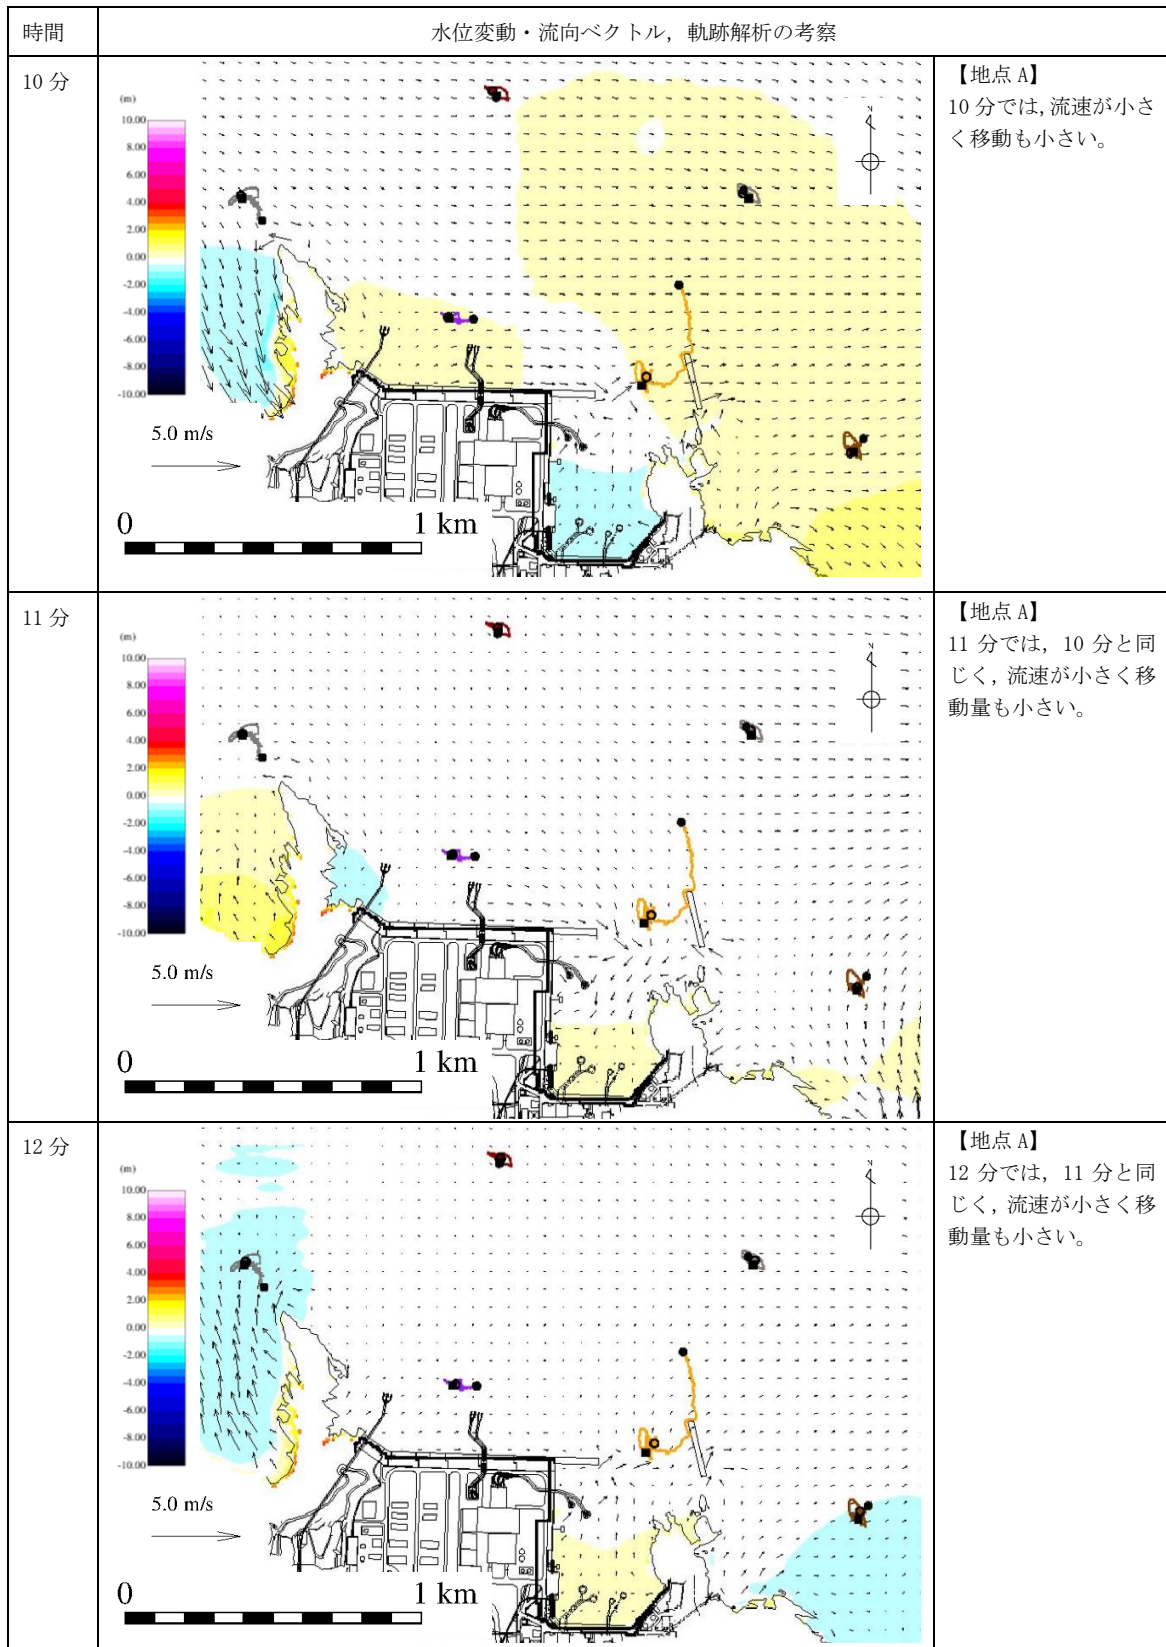 時間
水位変動・流向ベクトル，軌跡解析の考察
10 分
(m)
10.00
8.00
6.00
4.00
2.00
0.00
-2.00
-4.00
-6.00
-8.00
-10.00
5.0 m/s
0
1 km
N
【地点 A】
10 分では，流速が小さ
く移動も小さい。
11 分
(m)
10.00
8.00
6.00
4.00
2.00
0.00
-2.00
-4.00
-6.00
-8.00
-10.00
5.0 m/s
0
1 km
N
【地点 A】
11 分では，10 分と同
じく，流速が小さく移
動量も小さい。
12 分
(m)
10.00
8.00
6.00
4.00
2.00
0.00
-2.00
-4.00
-6.00
-8.00
-10.00
5.0 m/s
0
1 km
N
【地点 A】
12 分では，11 分と同
じく，流速が小さく移
動量も小さい。